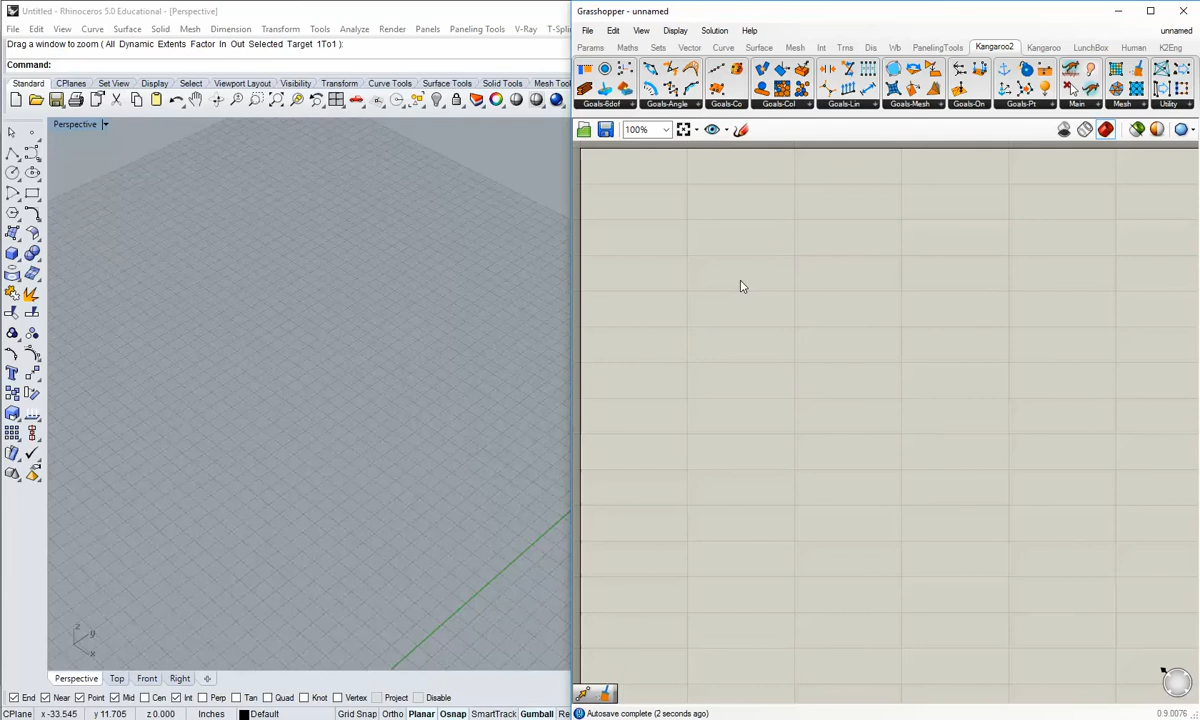 Untitled - Rhinoceros 5.0 Educational - [Perspective]
File Edit View Curve Surface Solid Mesh Dimension Transform Tools Analyze Render Panels V-Ray T-Spli
Drag a window to zoom ( All Dynamic Extents Factor In Out Selected Target 1To1 ):
Command:
Standard CPlanes Set View Display Select Viewport Layout Visibility Transform Curve Tools Surface Tools Solid Tools Mesh Tool
Perspective
z
y
x
Perspective Top Front Right
End Near Point Mid Cen Int Perp Tan Quad Knot Vertex Project Disable
CPlane x -33.545 y 11.705 z 0.000 Inches Default Grid Snap Ortho Planar Osnap SmartTrack Gumball Re
Grasshopper - unnamed
File Edit View Display Solution Help unnamed
Params Maths Sets Vector Curve Surface Mesh Int Trns Dis Wb PanelingTools Kangaroo2 Kangaroo LunchBox Human K2Eng
Goals-6dof Goals-Angle Goals-Co Goals-Col Goals-Lin Goals-Mesh Goals-On Goals-Pt Main Mesh Utility
100%
Autosave complete (2 seconds ago) 0.9.0076